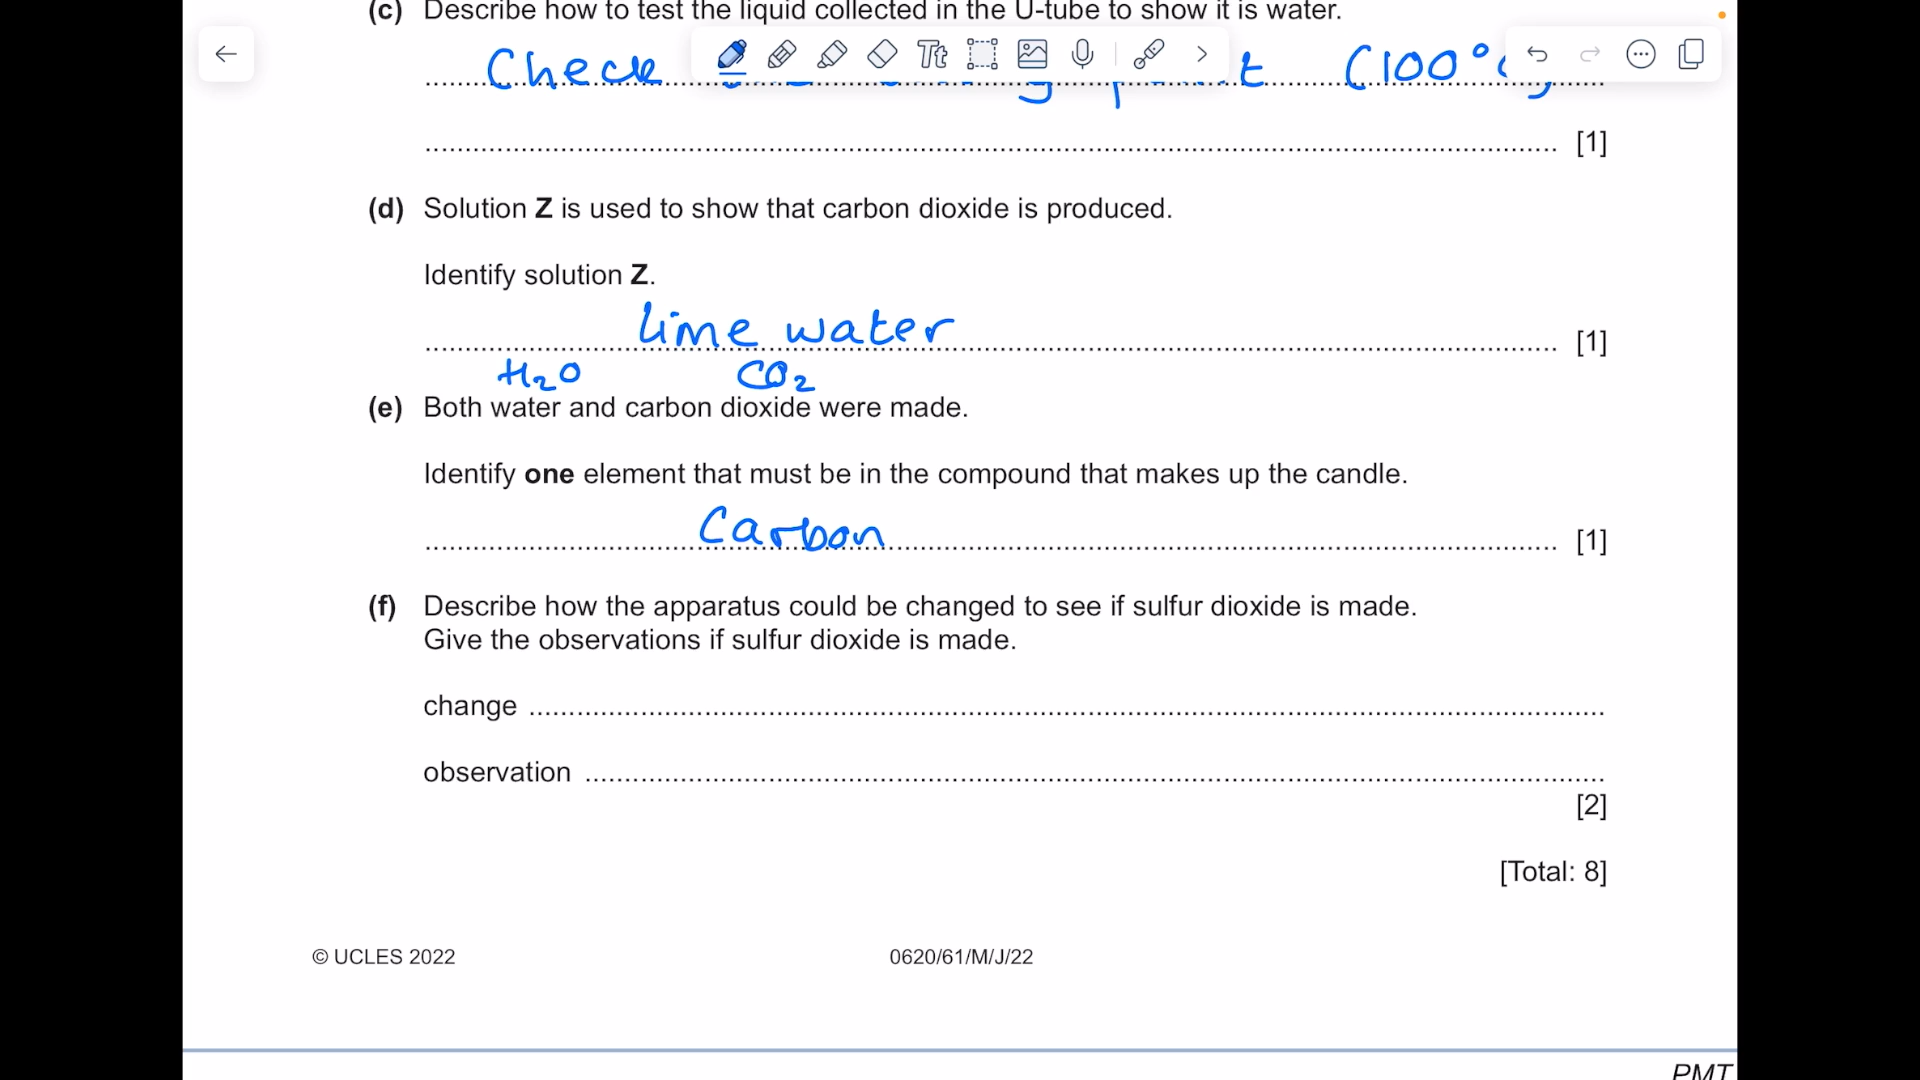 (c) Describe how to test the liquid collected in the U-tube to show it is water.
Check t (100°
[1]
(d) Solution Z is used to show that carbon dioxide is produced.
Identify solution Z.
lime water [1]
H₂O CO₂
(e) Both water and carbon dioxide were made.
Identify one element that must be in the compound that makes up the candle.
Carbon [1]
(f) Describe how the apparatus could be changed to see if sulfur dioxide is made.
Give the observations if sulfur dioxide is made.
change
observation
[2]
[Total: 8]
© UCLES 2022 0620/61/M/J/22
PMT